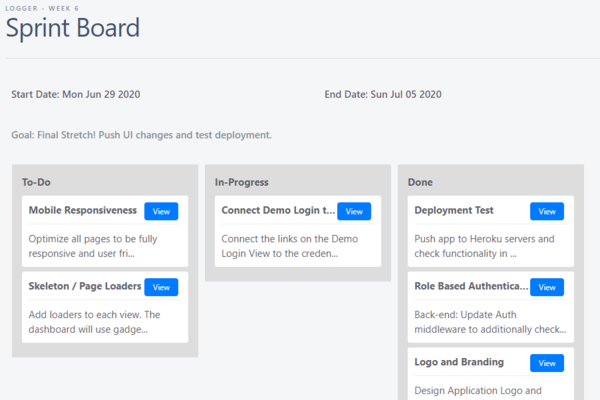 LOGGER - WEEK 6
Sprint Board
Start Date: Mon Jun 29 2020
End Date: Sun Jul 05 2020
Goal: Final Stretch! Push UI changes and test deployment.
To-Do
Mobile Responsiveness
View
Optimize all pages to be fully
responsive and user fri...
Skeleton / Page Loaders
View
Add loaders to each view. The
dashboard will use gadge...
In-Progress
Connect Demo Login t...
View
Connect the links on the Demo
Login View to the creden...
Done
Deployment Test
View
Push app to Heroku servers and
check functionality in ...
Role Based Authentica...
View
Back-end: Update Auth
middleware to additionally check...
Logo and Branding
View
Design Application Logo and